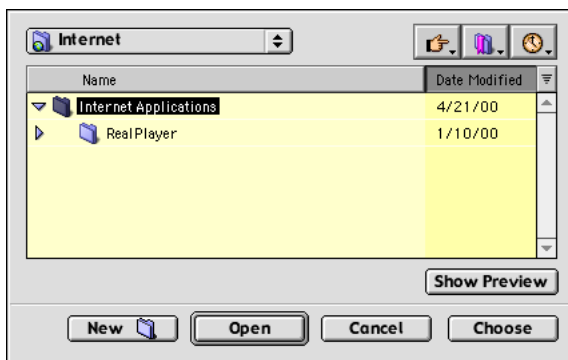 Internet
Name Date Modified
Internet Applications 4/21/00
RealPlayer 1/10/00
Show Preview
New Open Cancel Choose